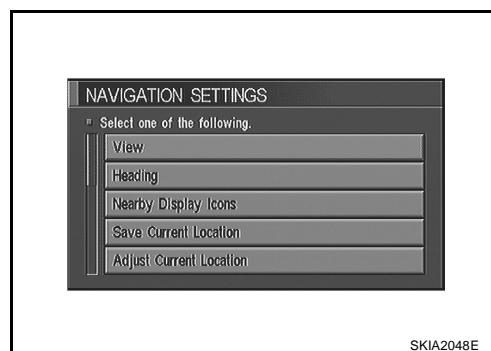 NAVIGATION SETTINGS
Select one of the following.
View
Heading
Nearby Display Icons
Save Current Location
Adjust Current Location
SKIA2048E